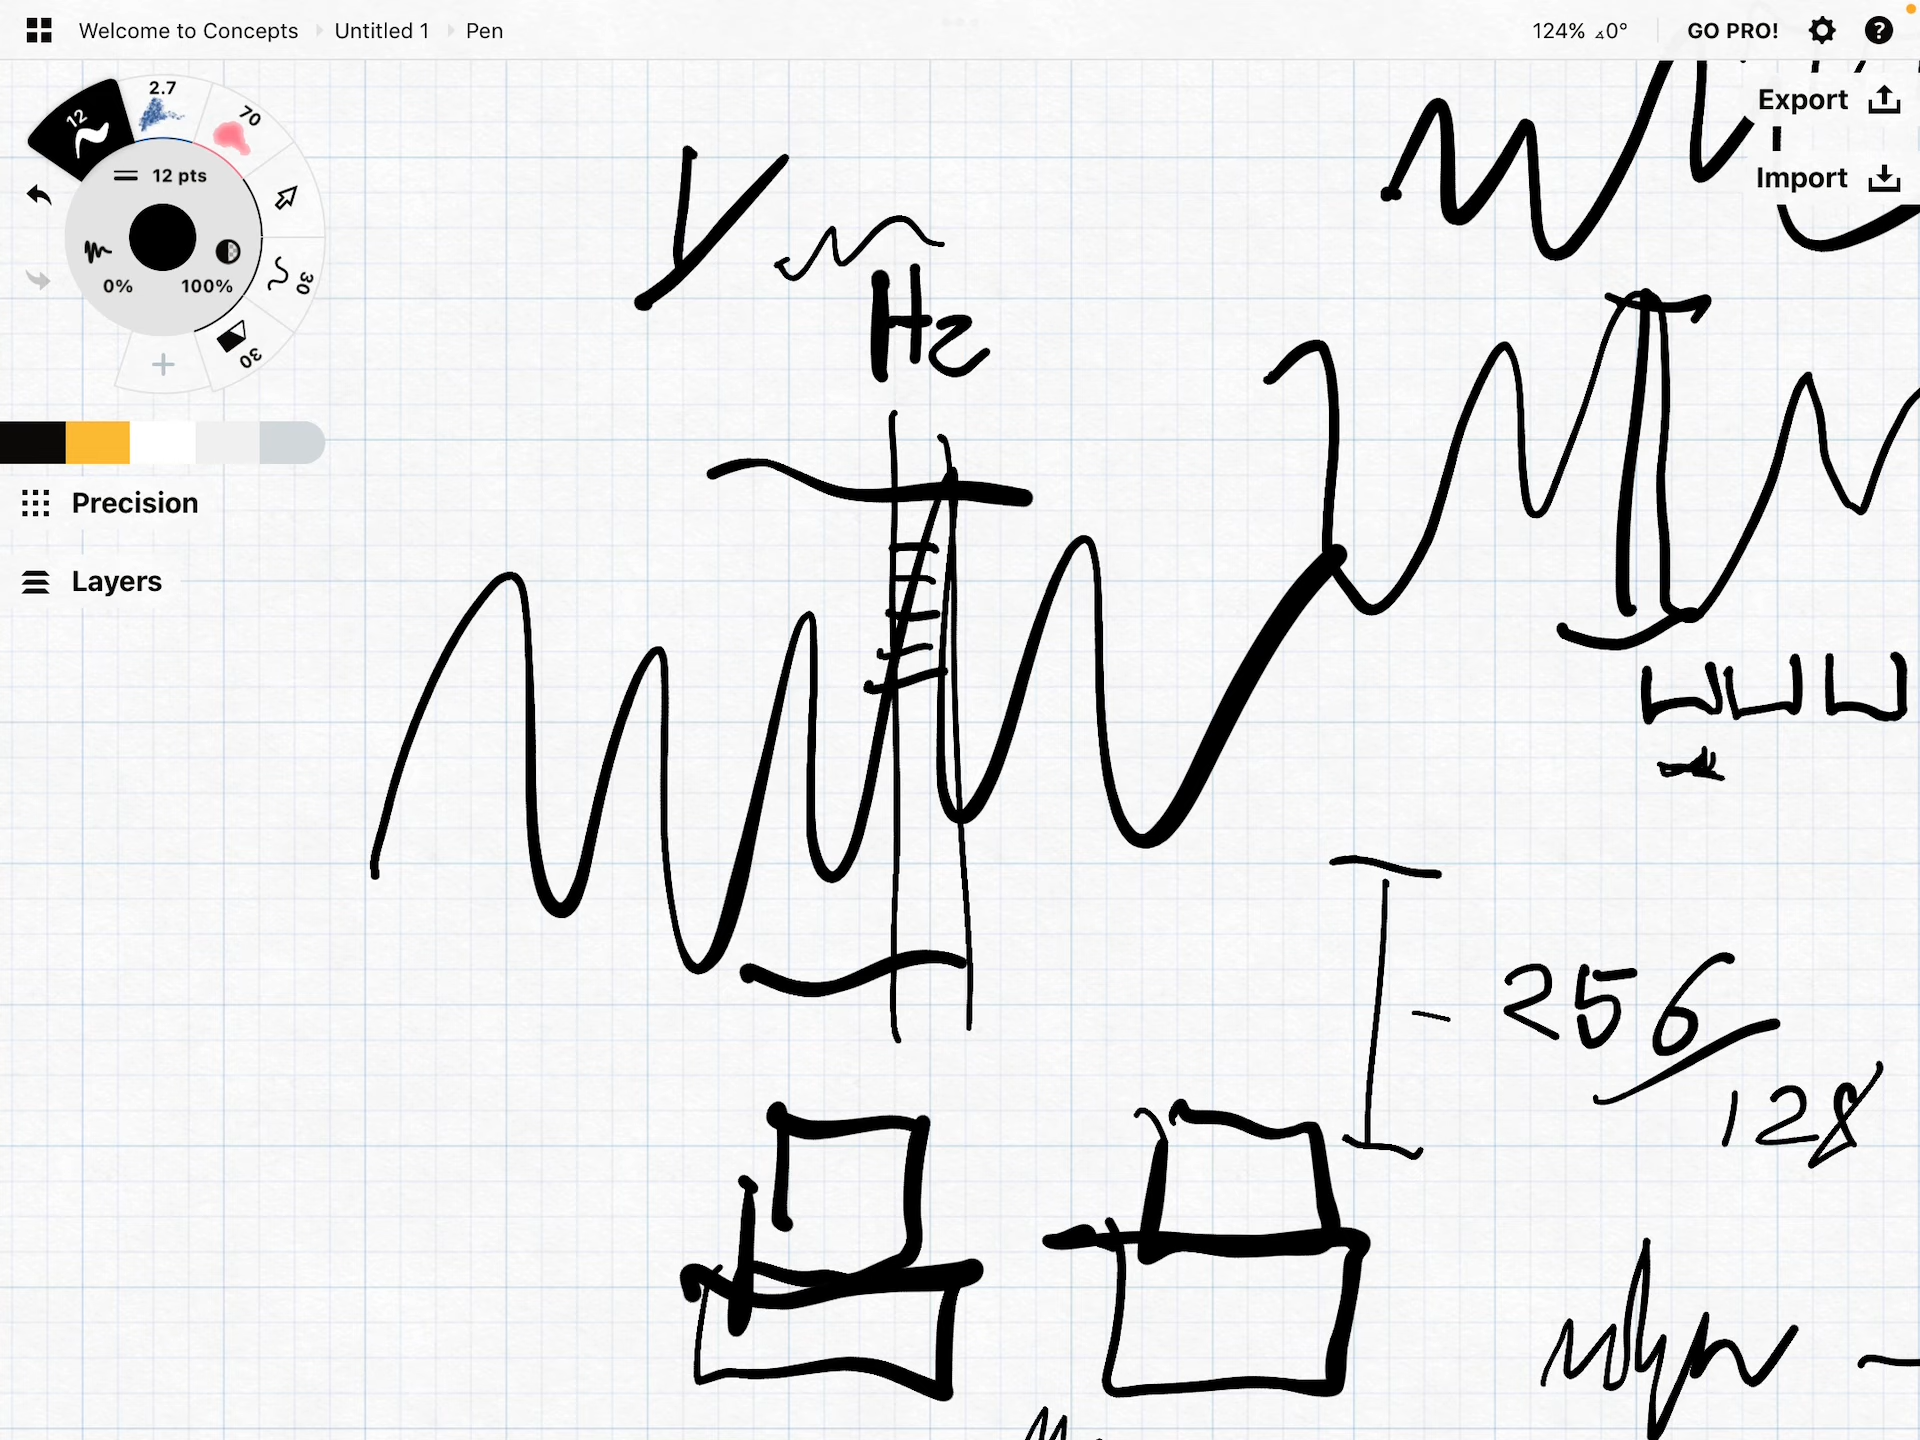 Welcome to Concepts Untitled 1 Pen
124% ⦟0° GO PRO! ?
Export
Import
12
2.7
70
12 pts
0%
100%
30
30
Precision
Layers
Hz
256
128